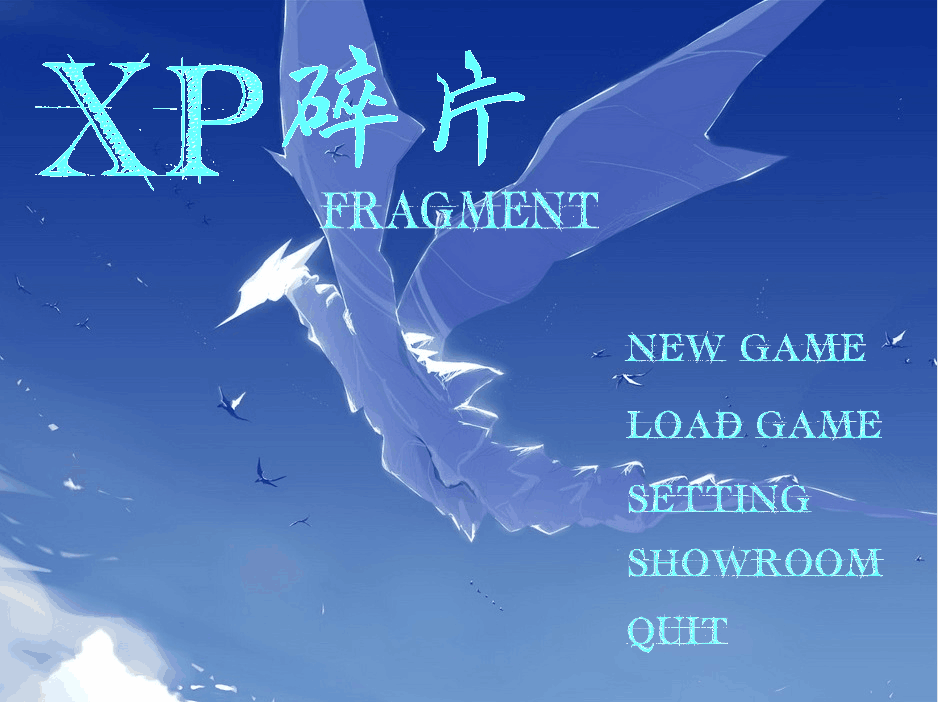 XP碎片
FRAGMENT
NEW GAME
LOAD GAME
SETTING
SHOWROOM
QUIT